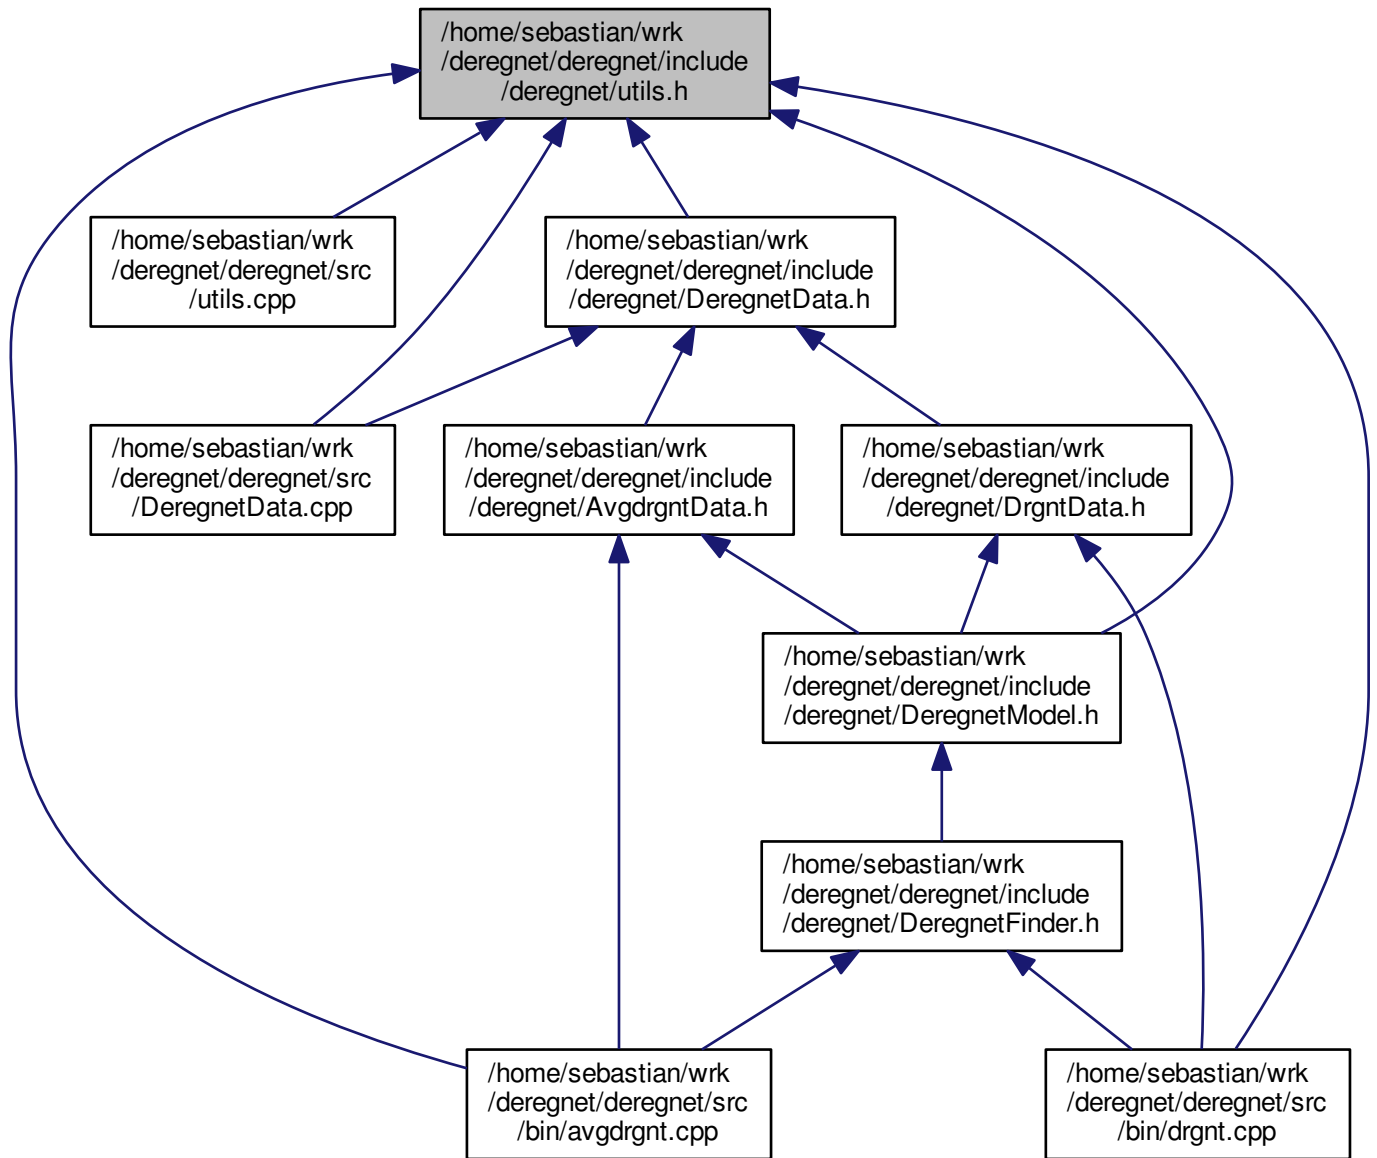 /home/sebastian/wrk
/deregnet/deregnet/include
/deregnet/utils.h
/home/sebastian/wrk
/deregnet/deregnet/src
/utils.cpp
/home/sebastian/wrk
/deregnet/deregnet/include
/deregnet/DeregnetData.h
/home/sebastian/wrk
/deregnet/deregnet/src
/DeregnetData.cpp
/home/sebastian/wrk
/deregnet/deregnet/include
/deregnet/AvgdrgntData.h
/home/sebastian/wrk
/deregnet/deregnet/include
/deregnet/DrgntData.h
/home/sebastian/wrk
/deregnet/deregnet/include
/deregnet/DeregnetModel.h
/home/sebastian/wrk
/deregnet/deregnet/include
/deregnet/DeregnetFinder.h
/home/sebastian/wrk
/deregnet/deregnet/src
/bin/avgdrgnt.cpp
/home/sebastian/wrk
/deregnet/deregnet/src
/bin/drgnt.cpp